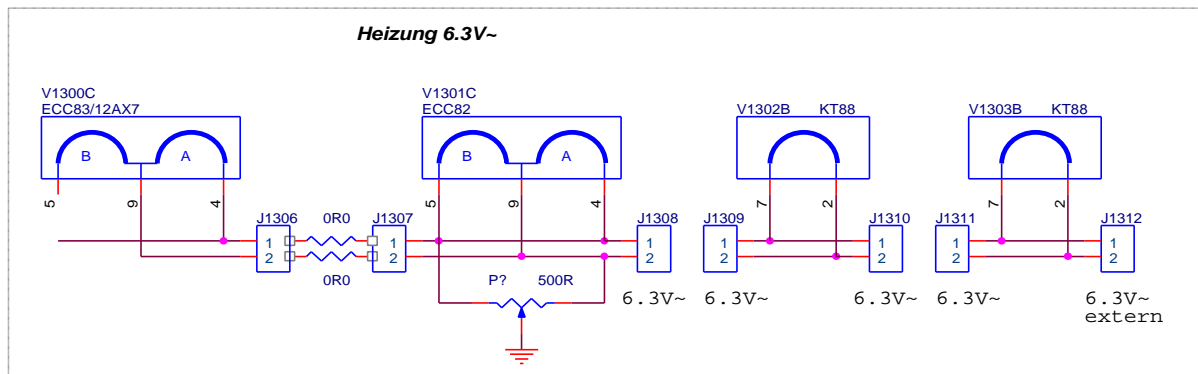 Heizung 6.3V~
V1300C
ECC83/12AX7
V1301C
ECC82
V1302B KT88
V1303B KT88
B A
B A
5 9 4
5 9 4
7 2
7 2
J1306 0R0 J1307 J1308 J1309 J1310 J1311 J1312
1 1 1 1 1 1 1
2 2 2 2 2 2 2
0R0
P? 500R
6.3V~ 6.3V~ 6.3V~ 6.3V~ 6.3V~
extern